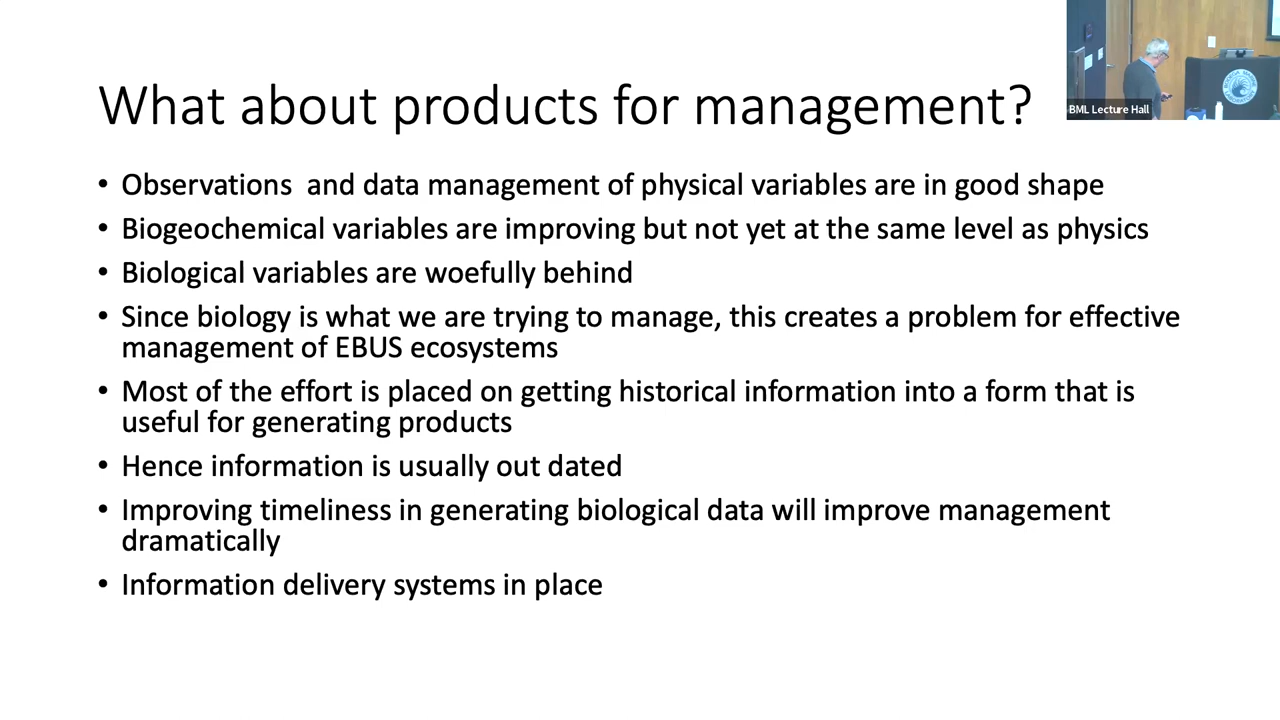 What about products for management?
BML Lecture Hall
• Observations  and data management of physical variables are in good shape
• Biogeochemical variables are improving but not yet at the same level as physics
• Biological variables are woefully behind
• Since biology is what we are trying to manage, this creates a problem for effective
management of EBUS ecosystems
• Most of the effort is placed on getting historical information into a form that is
useful for generating products
• Hence information is usually out dated
• Improving timeliness in generating biological data will improve management
dramatically
• Information delivery systems in place